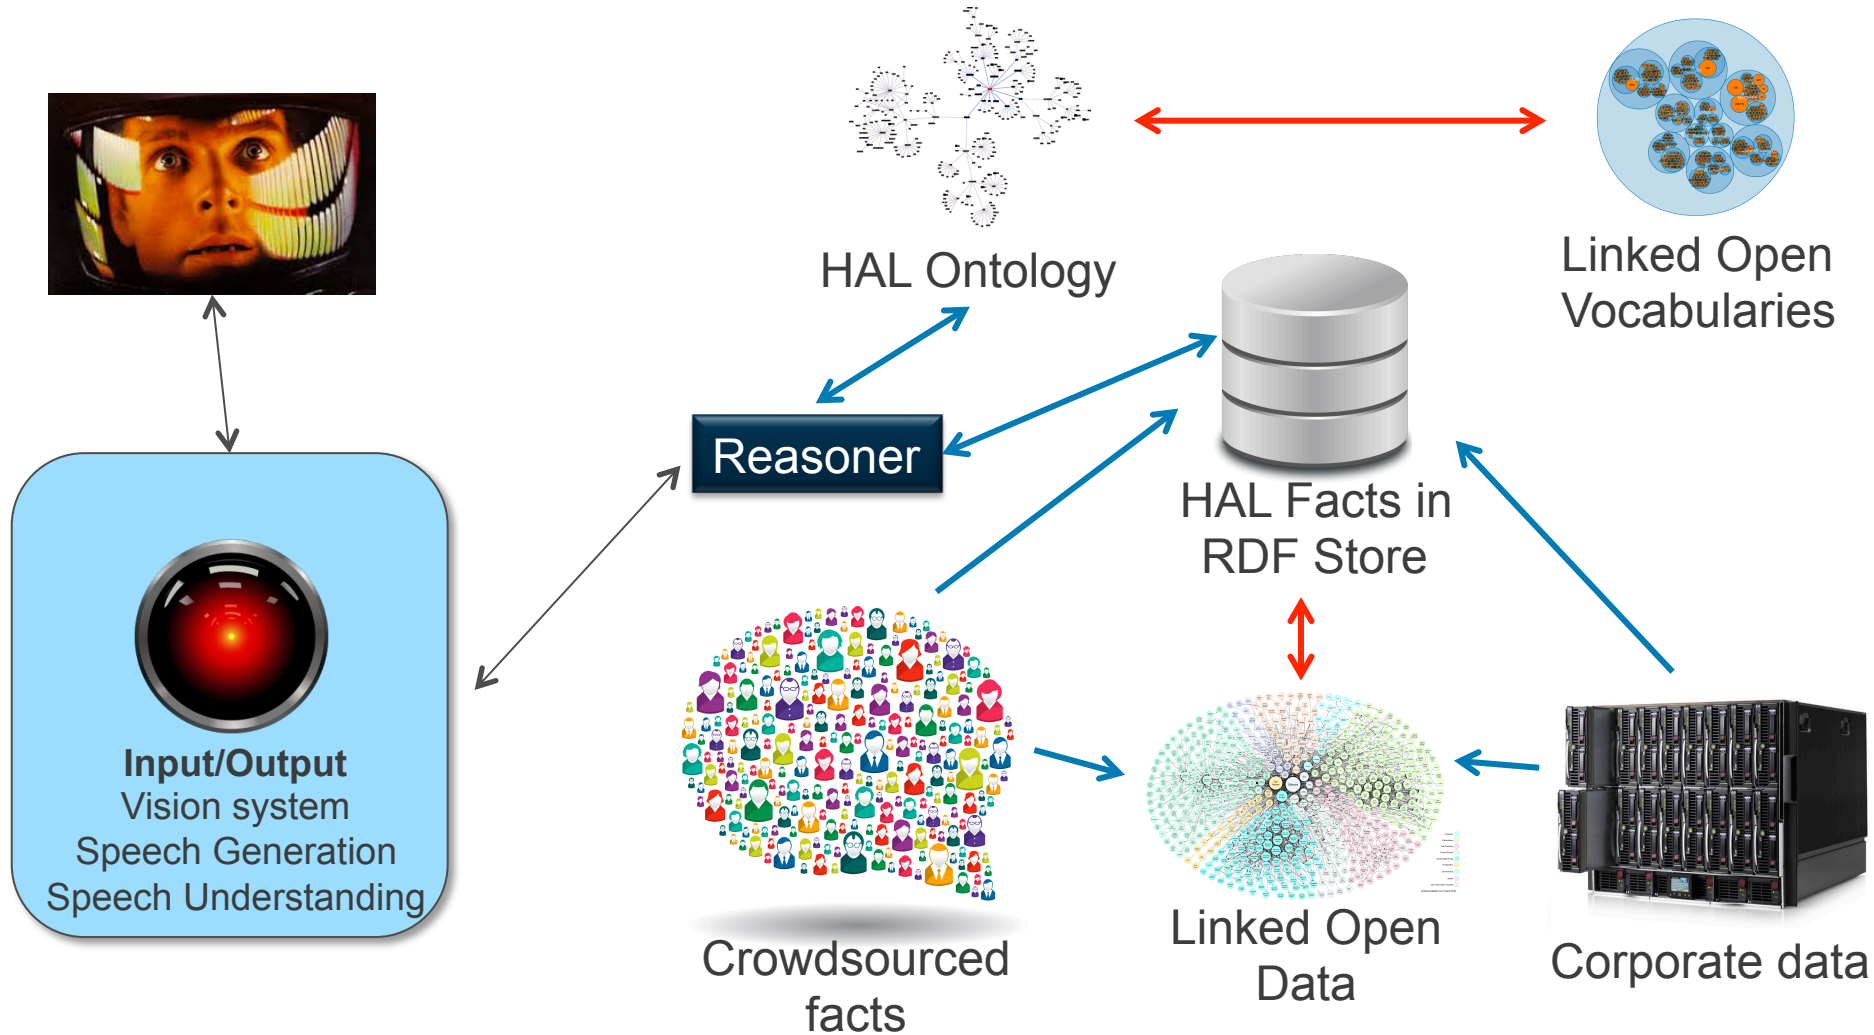 HAL Ontology
Linked Open
Vocabularies
Reasoner
HAL Facts in
RDF Store
Input/Output
Vision system
Speech Generation
Speech Understanding
Crowdsourced
facts
Linked Open
Data
Corporate data